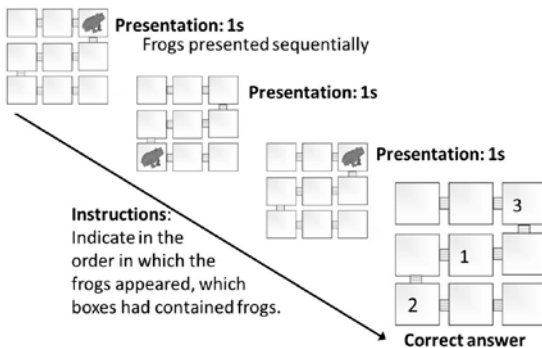 Presentation: 1s
Frogs presented sequentially
Presentation: 1s
Presentation: 1s
Instructions:
Indicate in the
order in which the
frogs appeared, which
boxes had contained frogs.
3
1
2
Correct answer